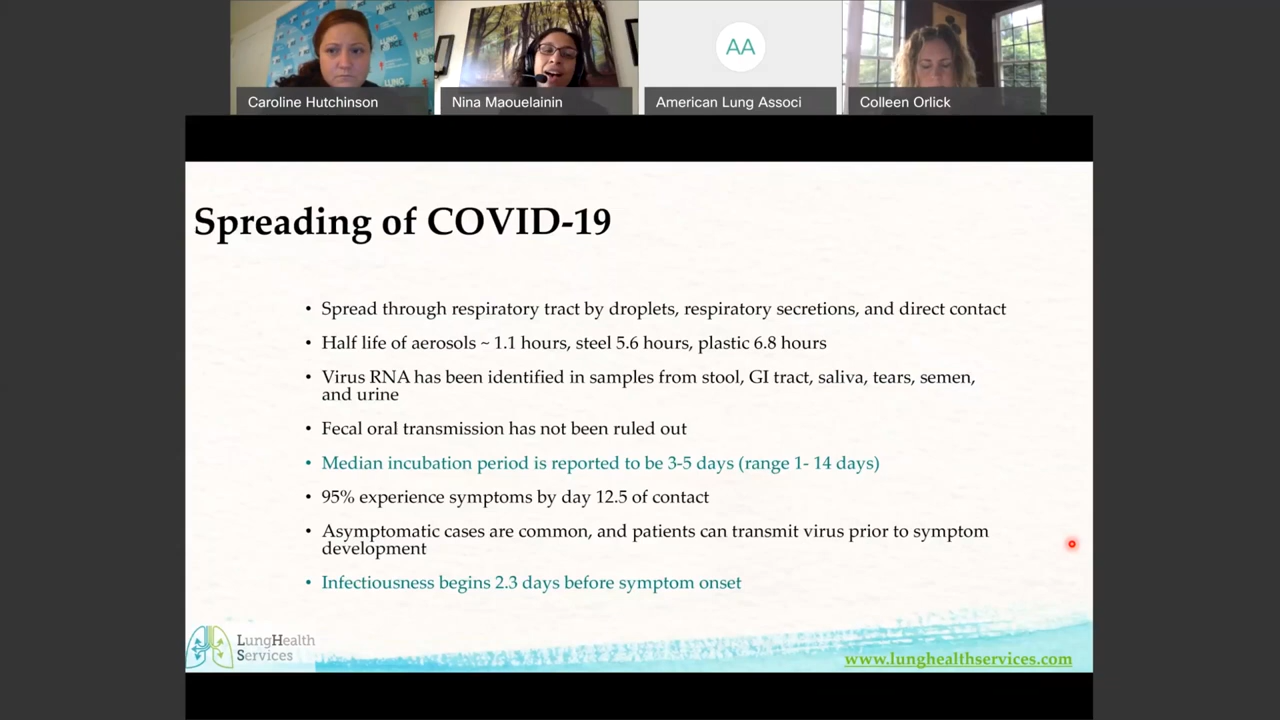 Caroline Hutchinson
Nina Maouelainin
AA
American Lung Associ
Colleen Orlick
Spreading of COVID-19
• Spread through respiratory tract by droplets, respiratory secretions, and direct contact
• Half life of aerosols ~ 1.1 hours, steel 5.6 hours, plastic 6.8 hours
• Virus RNA has been identified in samples from stool, GI tract, saliva, tears, semen,
and urine
• Fecal oral transmission has not been ruled out
• Median incubation period is reported to be 3-5 days (range 1- 14 days)
• 95% experience symptoms by day 12.5 of contact
• Asymptomatic cases are common, and patients can transmit virus prior to symptom
development
• Infectiousness begins 2.3 days before symptom onset
LungHealth
Services
www.lunghealthservices.com